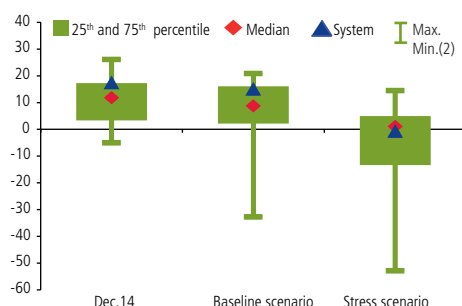 40
30
20
10
0
-10
-20
-30
-40
-50
-60
25th and 75th percentile
Median
System
Max.
Min.(2)
Dec.14
Baseline scenario
Stress scenario